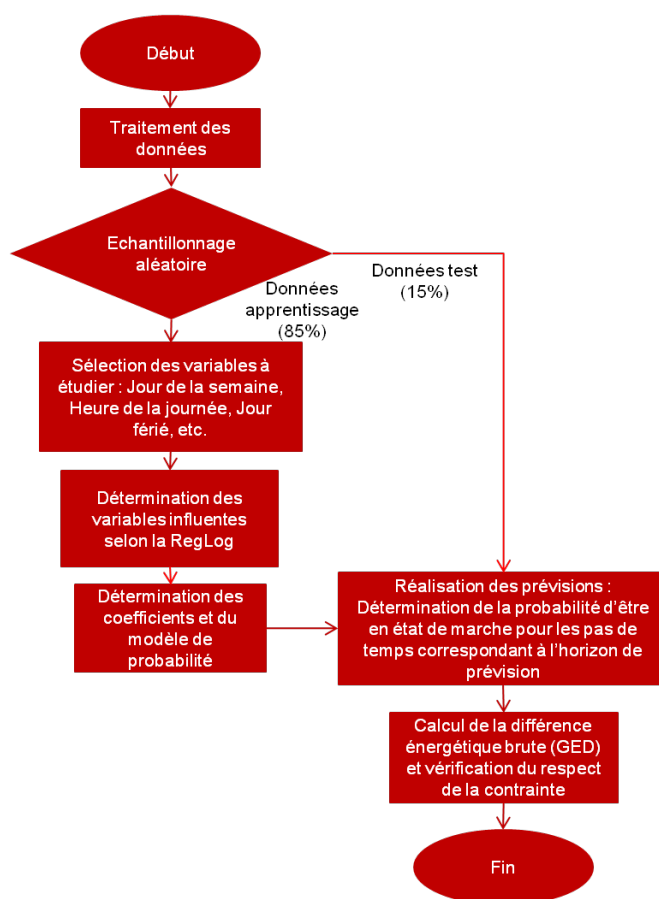 Début
Traitement des
données
Echantillonnage
aléatoire
Données test
(15%)
Données
apprentissage
(85%)
Sélection des variables à
étudier : Jour de la semaine,
Heure de la journée, Jour
férié, etc.
Détermination des
variables influentes
selon la RegLog
Détermination des
coefficients et du
modèle de
probabilité
Réalisation des prévisions :
Détermination de la probabilité d'être
en état de marche pour les pas de
temps correspondant à l'horizon de
prévision
Calcul de la différence
énergétique brute (GED)
et vérification du respect
de la contrainte
Fin